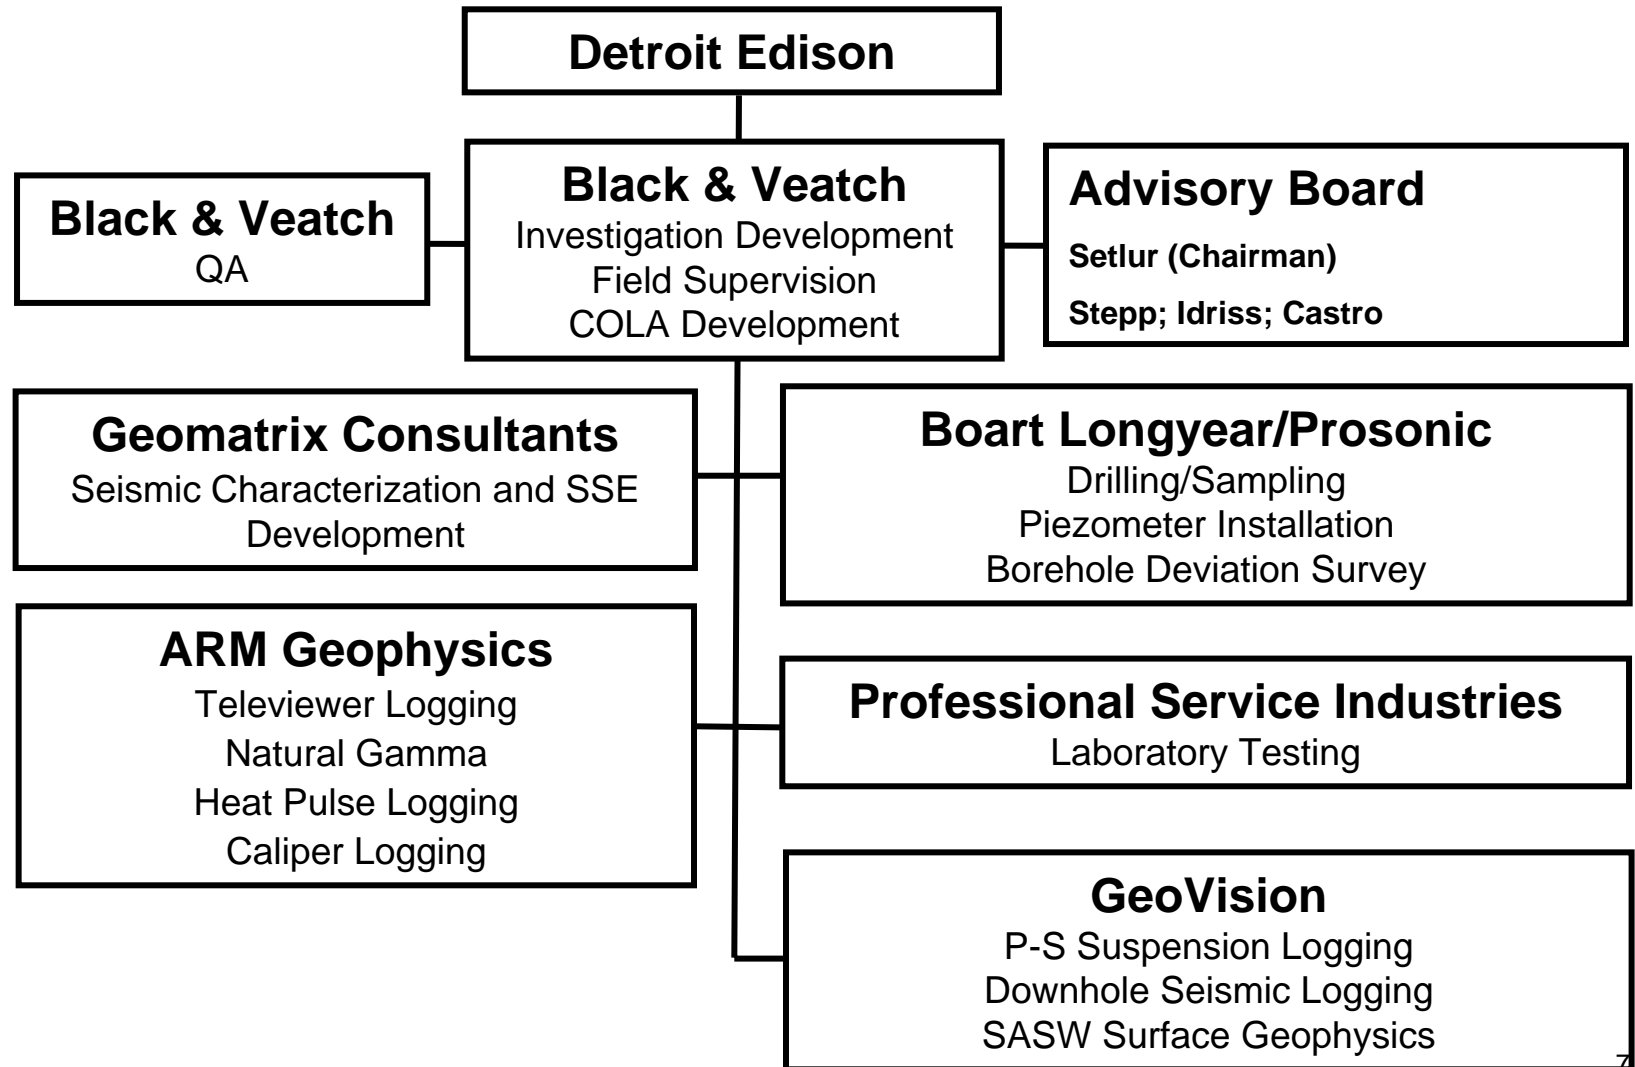 Detroit Edison
Black & Veatch
QA
Black & Veatch
Investigation Development
Field Supervision
COLA Development
Advisory Board
Setlur (Chairman)
Stepp; Idriss; Castro
Geomatrix Consultants
Seismic Characterization and SSE
Development
Boart Longyear/Prosonic
Drilling/Sampling
Piezometer Installation
Borehole Deviation Survey
ARM Geophysics
Televiewer Logging
Natural Gamma
Heat Pulse Logging
Caliper Logging
Professional Service Industries
Laboratory Testing
GeoVision
P-S Suspension Logging
Downhole Seismic Logging
SASW Surface Geophysics
7